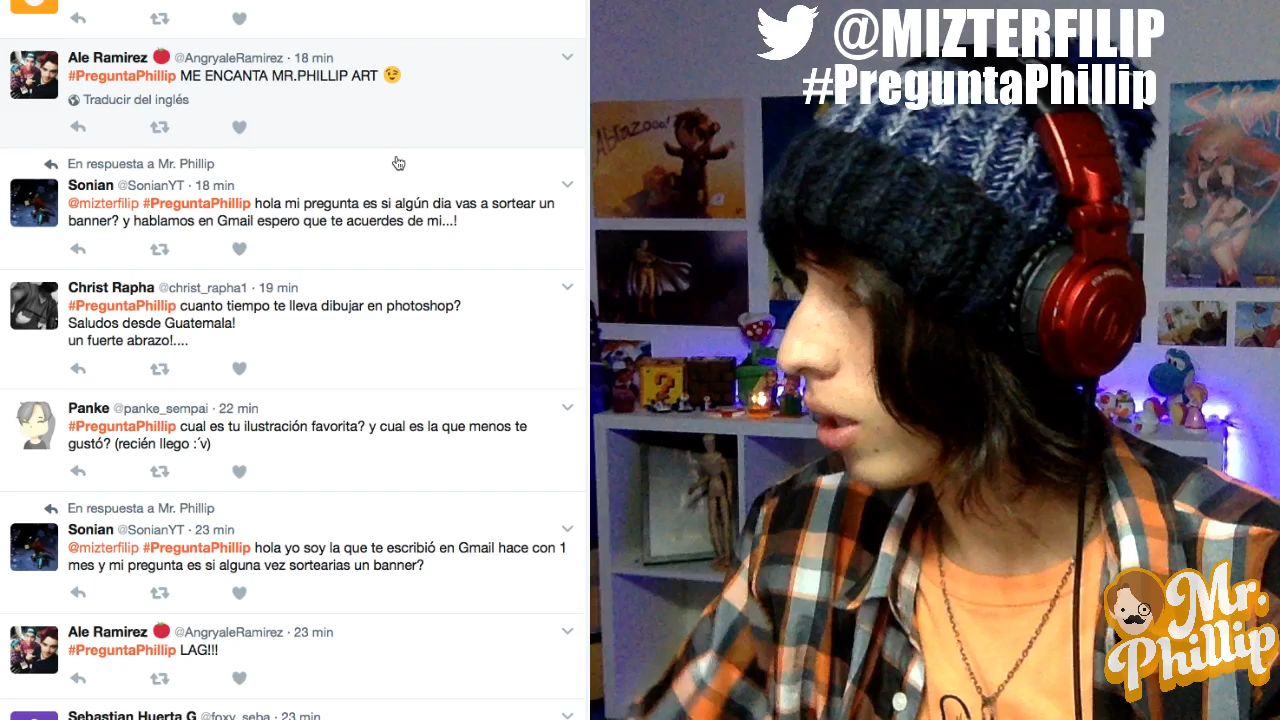 Ale Ramirez 🍅 @AngryaleRamirez · 18 min
#PreguntaPhillip ME ENCANTA MR.PHILLIP ART 😉
Traducir del inglés
En respuesta a Mr. Phillip
Sonian @SonianYT · 18 min
@mizterfilip #PreguntaPhillip hola mi pregunta es si algún dia vas a sortear un
banner? y hablamos en Gmail espero que te acuerdes de mi...!
Christ Rapha @christ_rapha1 · 19 min
#PreguntaPhillip cuanto tiempo te lleva dibujar en photoshop?
Saludos desde Guatemala!
un fuerte abrazo!....
Panke @panke_sempai · 22 min
#PreguntaPhillip cual es tu ilustración favorita? y cual es la que menos te
gustó? (recién llego :´v)
En respuesta a Mr. Phillip
Sonian @SonianYT · 23 min
@mizterfilip #PreguntaPhillip hola yo soy la que te escribió en Gmail hace con 1
mes y mi pregunta es si alguna vez sortearias un banner?
Ale Ramirez 🍅 @AngryaleRamirez · 23 min
#PreguntaPhillip LAG!!!
Sebastian Huerta G @foxy_seba · 23 min
@MIZTERFILIP
#PreguntaPhillip
Abrazooo!
Mr.
Phillip